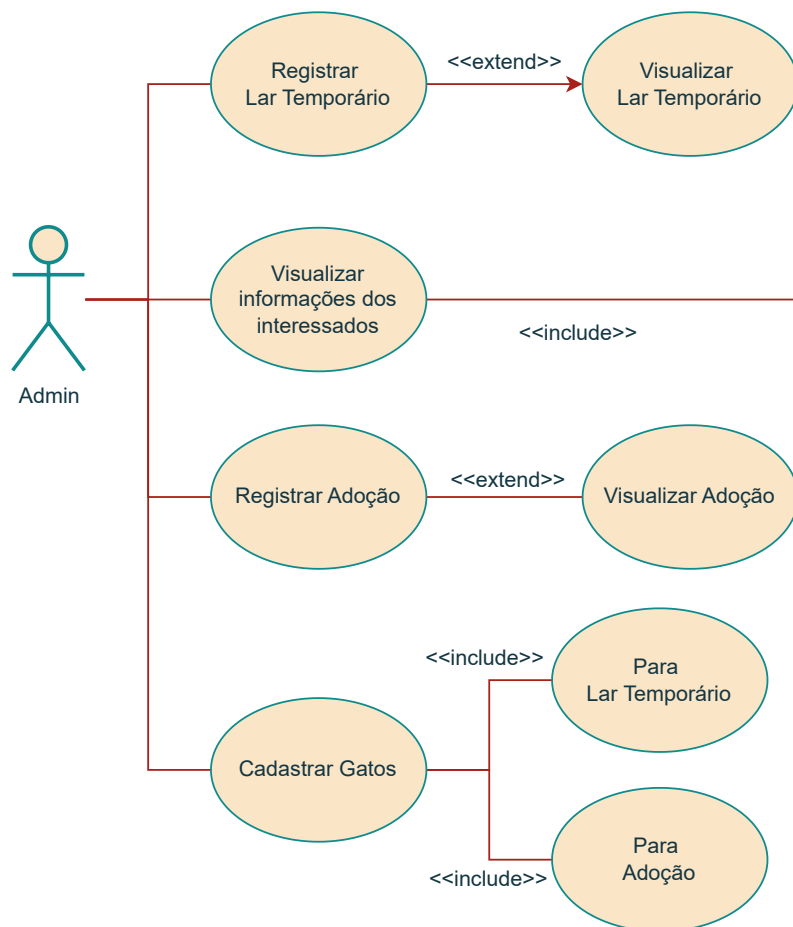 Registrar
Lar Temporário
<<extend>>
Visualizar
Lar Temporário
Visualizar
informações dos
interessados
<<include>>
Admin
Registrar Adoção
<<extend>>
Visualizar Adoção
<<include>>
Para
Lar Temporário
Cadastrar Gatos
Para
Adoção
<<include>>